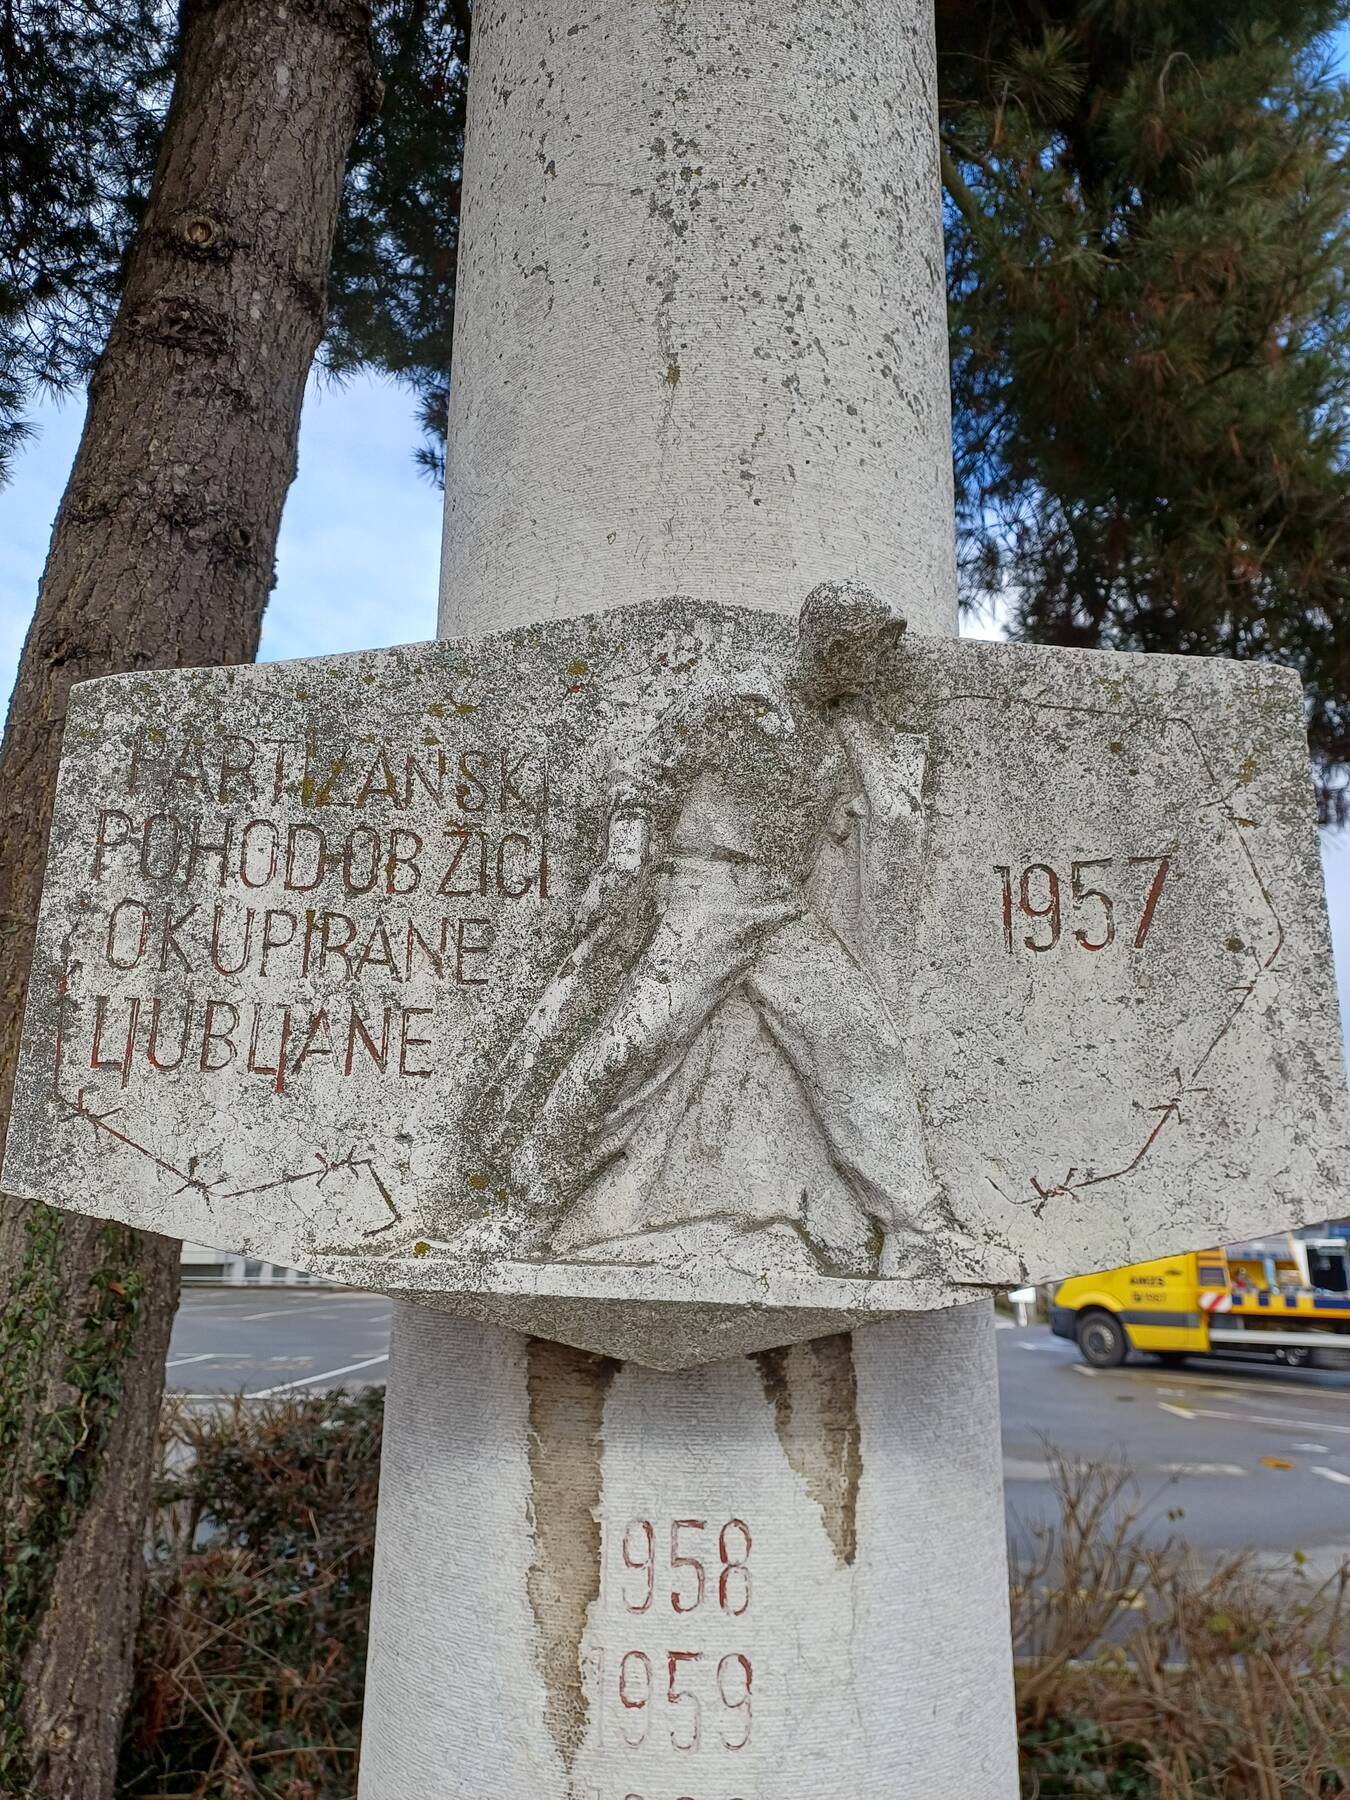 PARTIZANSKI
POHOD OB ŽICI
OKUPIRANE
LJUBLJANE
1957
1958
1959